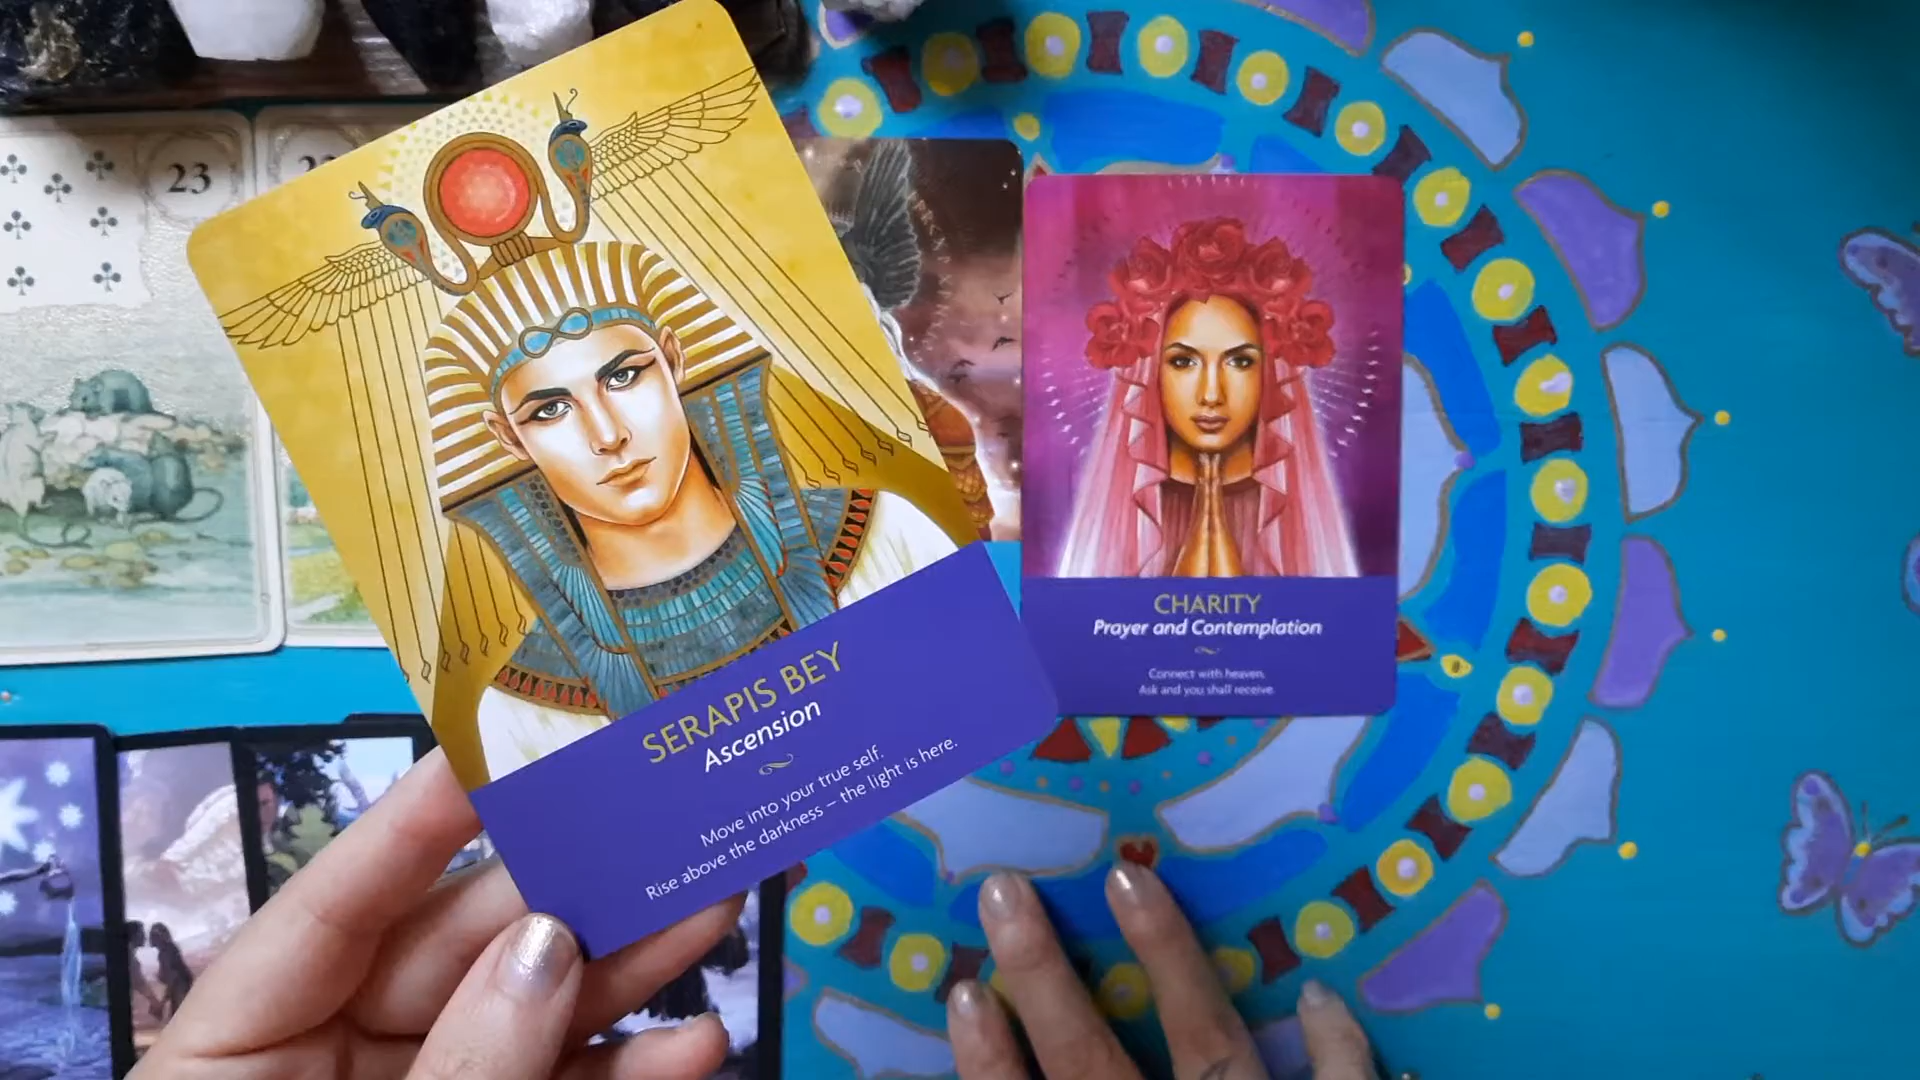 23
SERAPIS BEY
Ascension
Move into your true self.
Rise above the darkness – the light is here.
CHARITY
Prayer and Contemplation
Connect with heaven.
Ask and you shall receive.